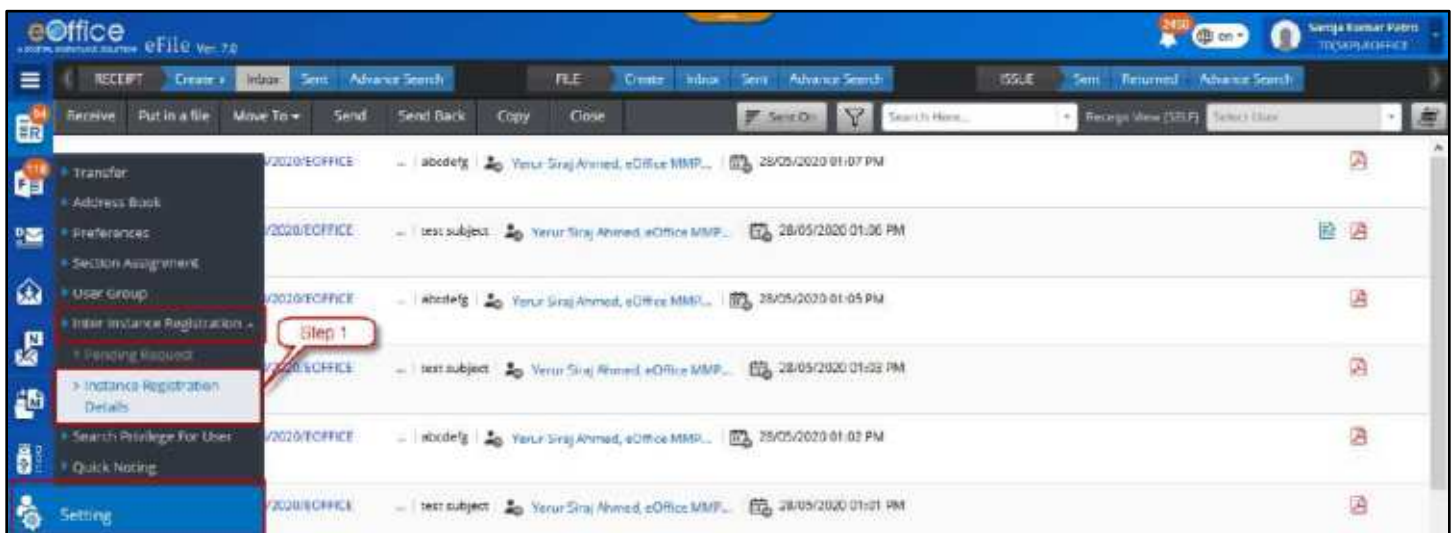 eOffice
eFile Ver. 7.0
2450
en
Saroja Kumar Patro
RECEIPT Create Inbox Sent Advance Search FILE Create Inbox Sent Advance Search ISSUE Sent Returned Advance Search
Receive Put in a file Move To Send Send Back Copy Close Sent On Search Here... Receipt View (SELF) Select User
/2020/EOFFICE ... abcdefg Yerur Siraj Ahmed, eOffice MMP... 28/05/2020 01:07 PM
Transfer
Address Book
Preferences
/2020/EOFFICE ... test subject Yerur Siraj Ahmed, eOffice MMP... 28/05/2020 01:06 PM
Section Assignment
User Group
/2020/EOFFICE ... abcdefg Yerur Siraj Ahmed, eOffice MMP... 28/05/2020 01:05 PM
Inter Instance Registration
Step 1
Pending Request
/2020/EOFFICE ... test subject Yerur Siraj Ahmed, eOffice MMP... 28/05/2020 01:03 PM
Instance Registration
Details
Search Privilege For User
/2020/EOFFICE ... abcdefg Yerur Siraj Ahmed, eOffice MMP... 28/05/2020 01:02 PM
Quick Noting
Setting
/2020/EOFFICE ... test subject Yerur Siraj Ahmed, eOffice MMP... 28/05/2020 01:01 PM